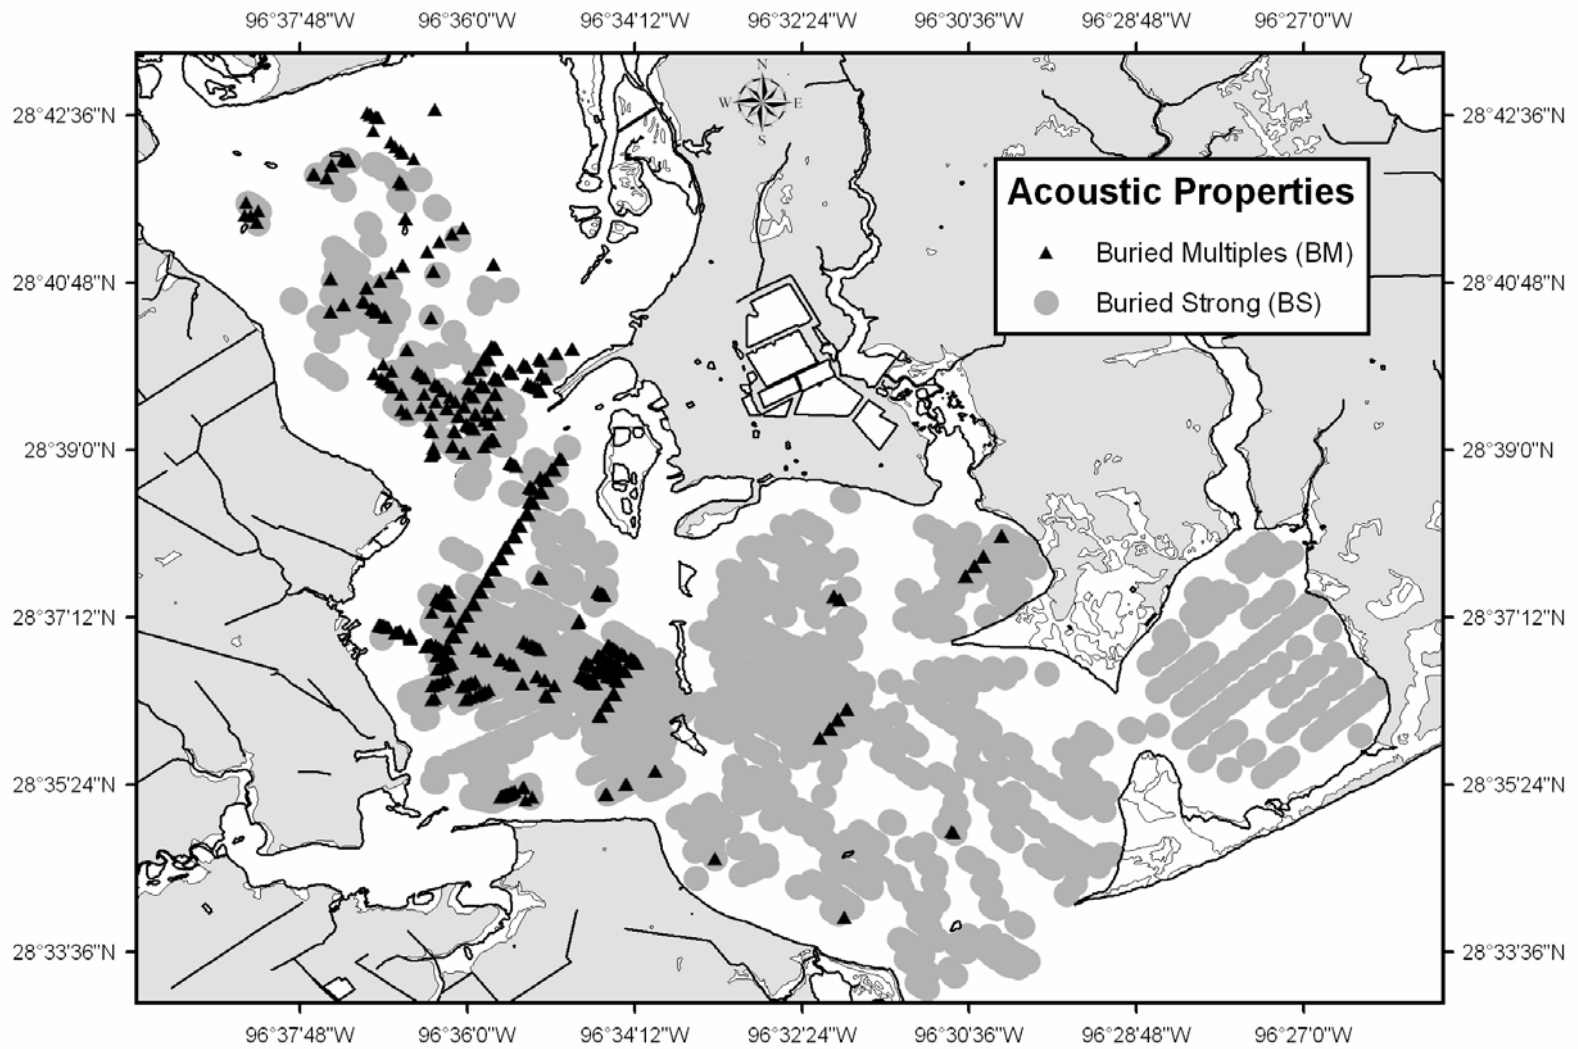 96°37'48"W 96°36'0"W 96°34'12"W 96°32'24"W 96°30'36"W 96°28'48"W 96°27'0"W
N
W E
S
28°42'36"N 28°42'36"N
Acoustic Properties
Buried Multiples (BM)
28°40'48"N 28°40'48"N
Buried Strong (BS)
28°39'0"N 28°39'0"N
28°37'12"N 28°37'12"N
28°35'24"N 28°35'24"N
28°33'36"N 28°33'36"N
96°37'48"W 96°36'0"W 96°34'12"W 96°32'24"W 96°30'36"W 96°28'48"W 96°27'0"W